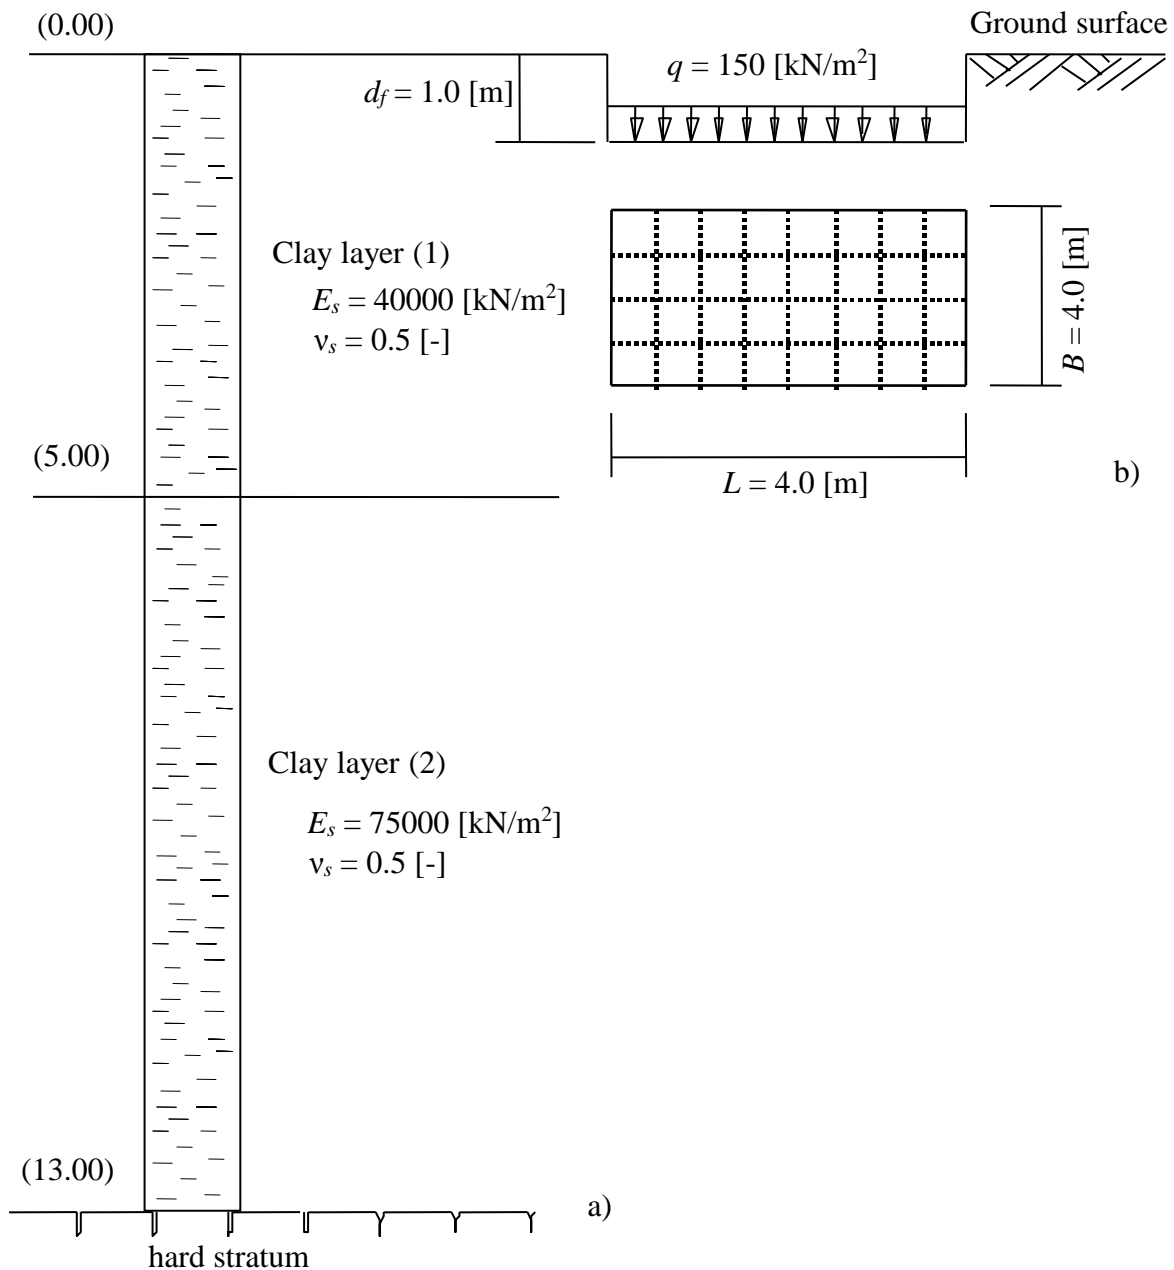 (0.00)
Ground surface
q = 150 [kN/m²]
d_f = 1.0 [m]
Clay layer (1)
E_s = 40000 [kN/m²]
ν_s = 0.5 [-]
B = 4.0 [m]
(5.00)
L = 4.0 [m]
b)
Clay layer (2)
E_s = 75000 [kN/m²]
ν_s = 0.5 [-]
(13.00)
a)
hard stratum